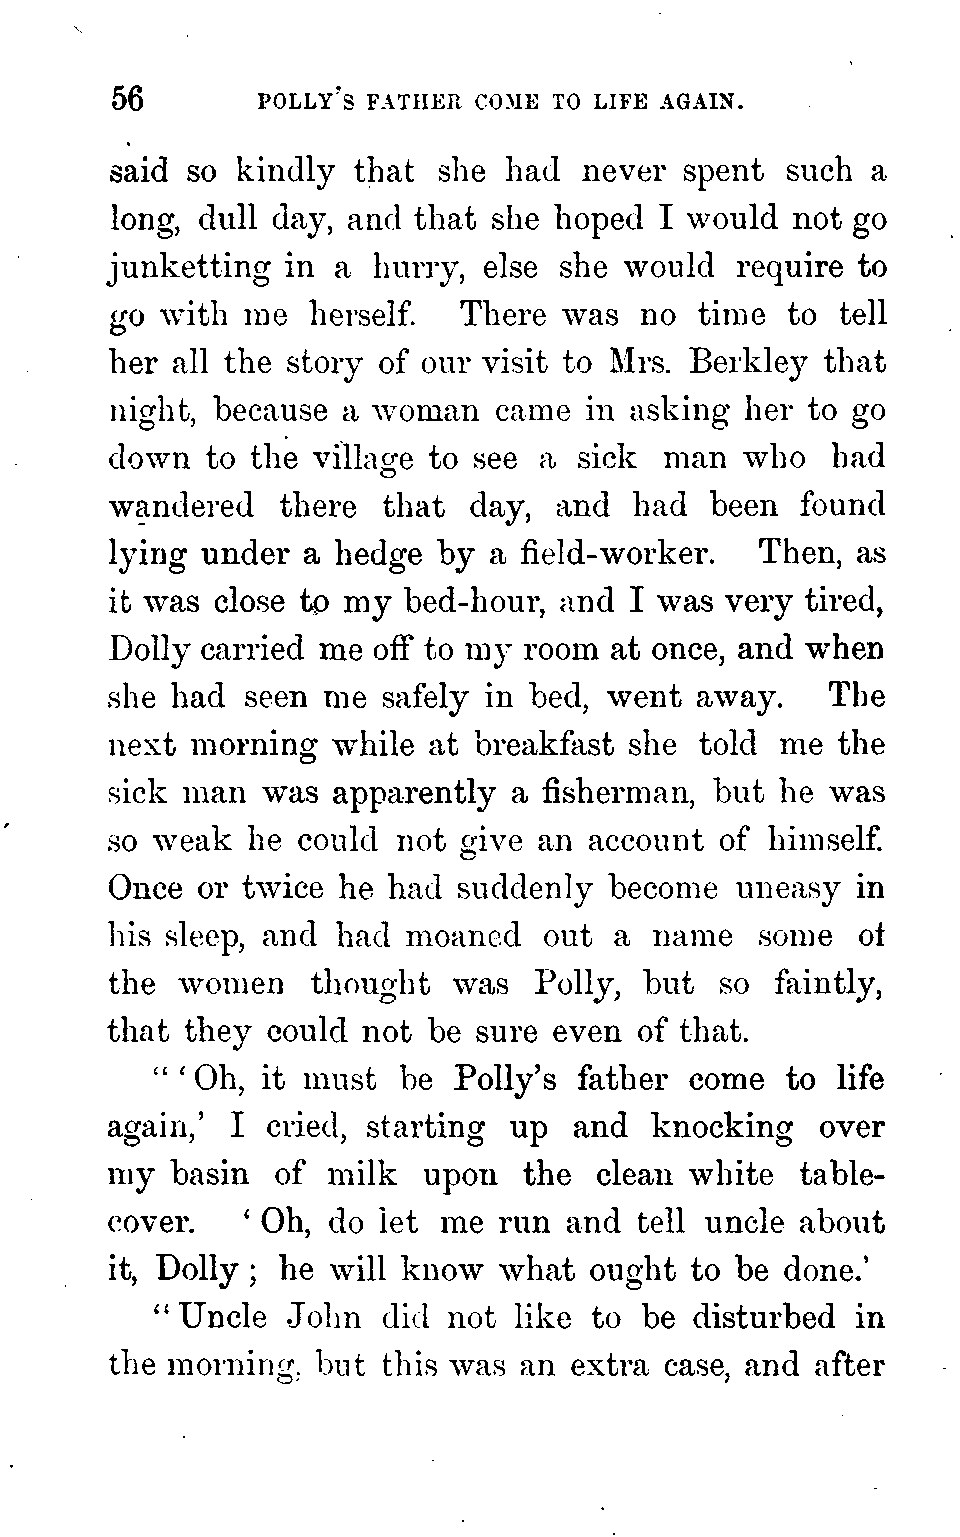 56 POLLY'S FATHER COME TO LIFE AGAIN.
said so kindly that she had never spent such a
long, dull day, and that she hoped I would not go
junketting in a hurry, else she would require to
go with me herself. There was no time to tell
her all the story of our visit to Mrs. Berkley that
night, because a woman came in asking her to go
down to the village to see a sick man who had
wandered there that day, and had been found
lying under a hedge by a field-worker. Then, as
it was close to my bed-hour, and I was very tired,
Dolly carried me off to my room at once, and when
she had seen me safely in bed, went away. The
next morning while at breakfast she told me the
sick man was apparently a fisherman, but he was
so weak he could not give an account of himself.
Once or twice he had suddenly become uneasy in
his sleep, and had moaned out a name some of
the women thought was Polly, but so faintly,
that they could not be sure even of that.
"'Oh, it must be Polly's father come to life
again,' I cried, starting up and knocking over
my basin of milk upon the clean white table-
cover. 'Oh, do let me run and tell uncle about
it, Dolly; he will know what ought to be done.'
"Uncle John did not like to be disturbed in
the morning, but this was an extra case, and after